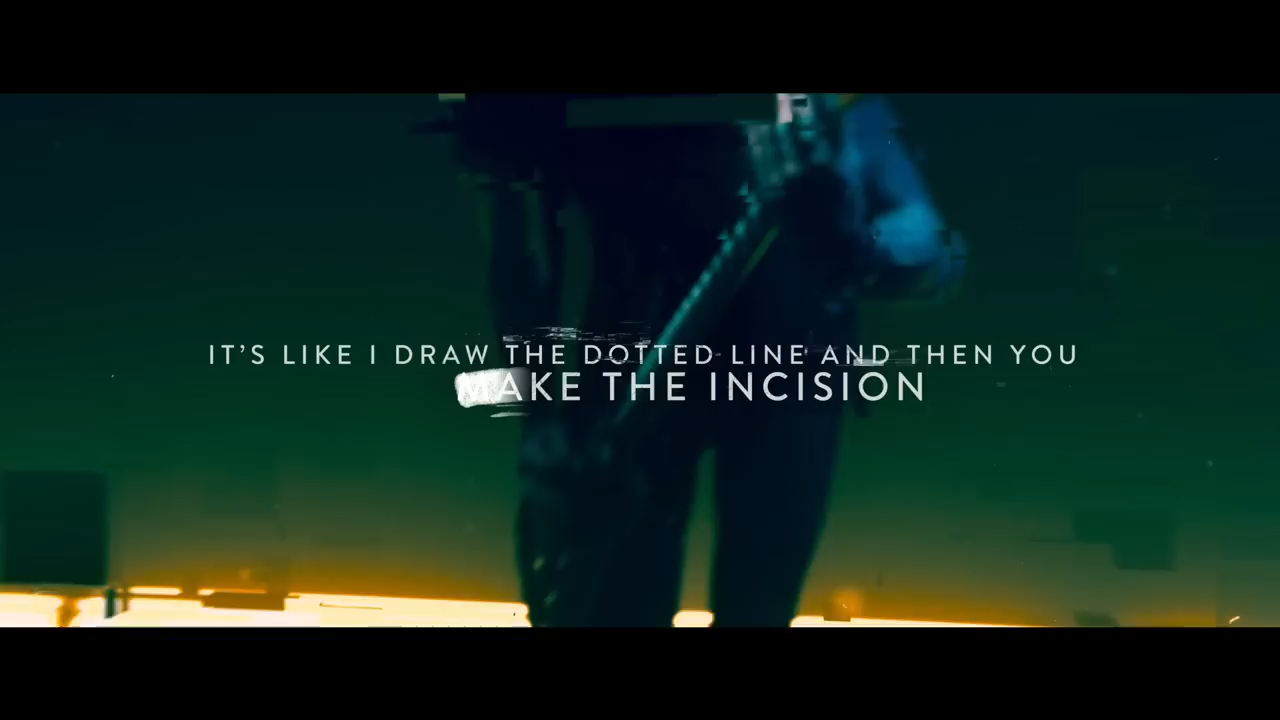 IT'S LIKE I DRAW THE DOTTED LINE AND THEN YOU
MAKE THE INCISION